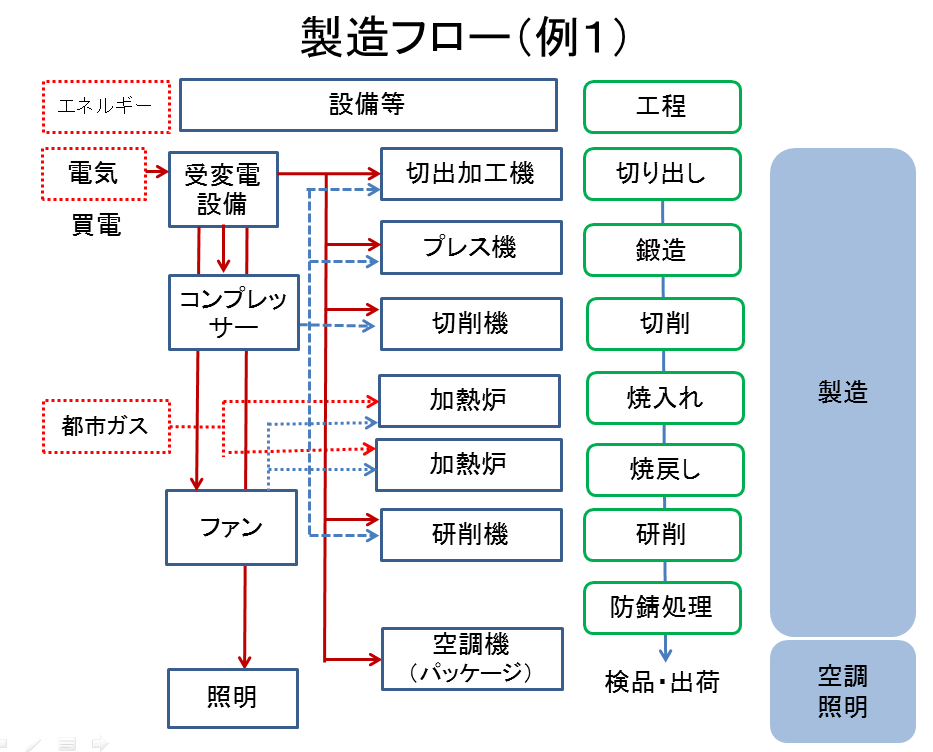 製造フロー（例１）
エネルギー
設備等
工程
電気
買電
受変電
設備
切出加工機
切り出し
プレス機
鍛造
コンプレッ
サー
切削機
切削
都市ガス
加熱炉
焼入れ
加熱炉
焼戻し
ファン
研削機
研削
防錆処理
空調機
（パッケージ）
検品・出荷
照明
製造
空調
照明